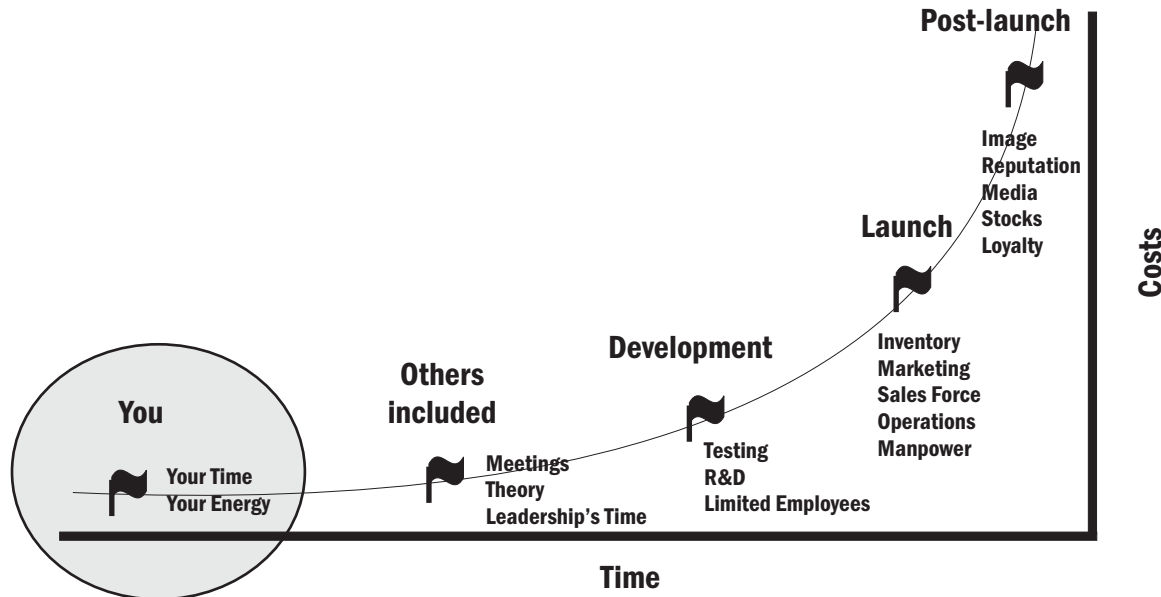 Post-launch
Image
Reputation
Media
Stocks
Loyalty
Launch
Costs
Inventory
Marketing
Sales Force
Operations
Manpower
Development
Testing
R&D
Limited Employees
Others
included
Meetings
Theory
Leadership's Time
You
Your Time
Your Energy
Time